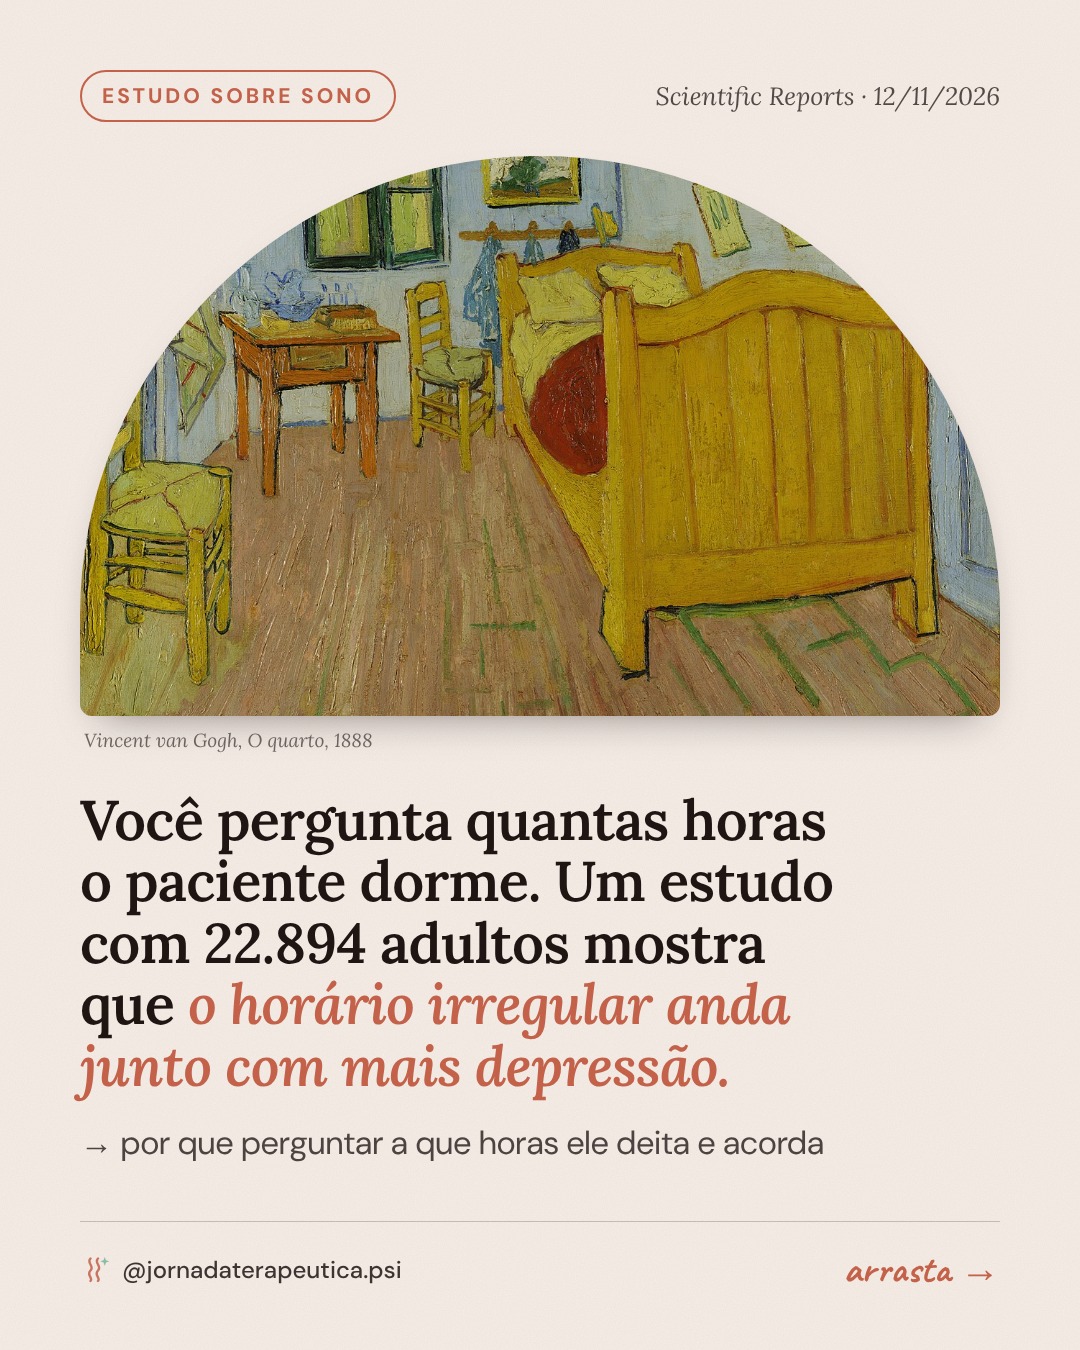 ESTUDO SOBRE SONO
Scientific Reports · 12/11/2026
Vincent van Gogh, O quarto, 1888
Você pergunta quantas horas
o paciente dorme. Um estudo
com 22.894 adultos mostra
que o horário irregular anda
junto com mais depressão.
→ por que perguntar a que horas ele deita e acorda
@jornadaterapeutica.psi
arrasta →